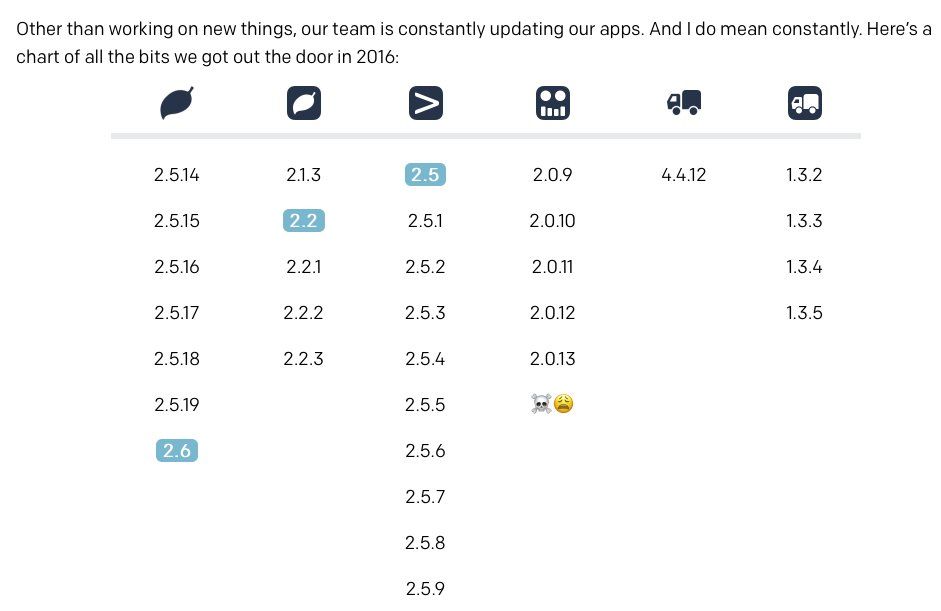 Other than working on new things, our team is constantly updating our apps. And I do mean constantly. Here’s a
chart of all the bits we got out the door in 2016:
2.5.14 2.1.3 2.5 2.0.9 4.4.12 1.3.2
2.5.15 2.2 2.5.1 2.0.10 1.3.3
2.5.16 2.2.1 2.5.2 2.0.11 1.3.4
2.5.17 2.2.2 2.5.3 2.0.12 1.3.5
2.5.18 2.2.3 2.5.4 2.0.13
2.5.19 2.5.5 ☠️😩
2.6 2.5.6
2.5.7
2.5.8
2.5.9